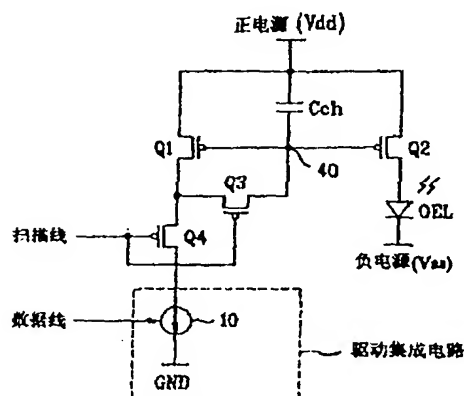 正电源 (Vdd)
Cch
Q1
Q2
40
Q3
OEL
扫描线
Q4
负电源(Vss)
数据线
10
驱动集成电路
GND